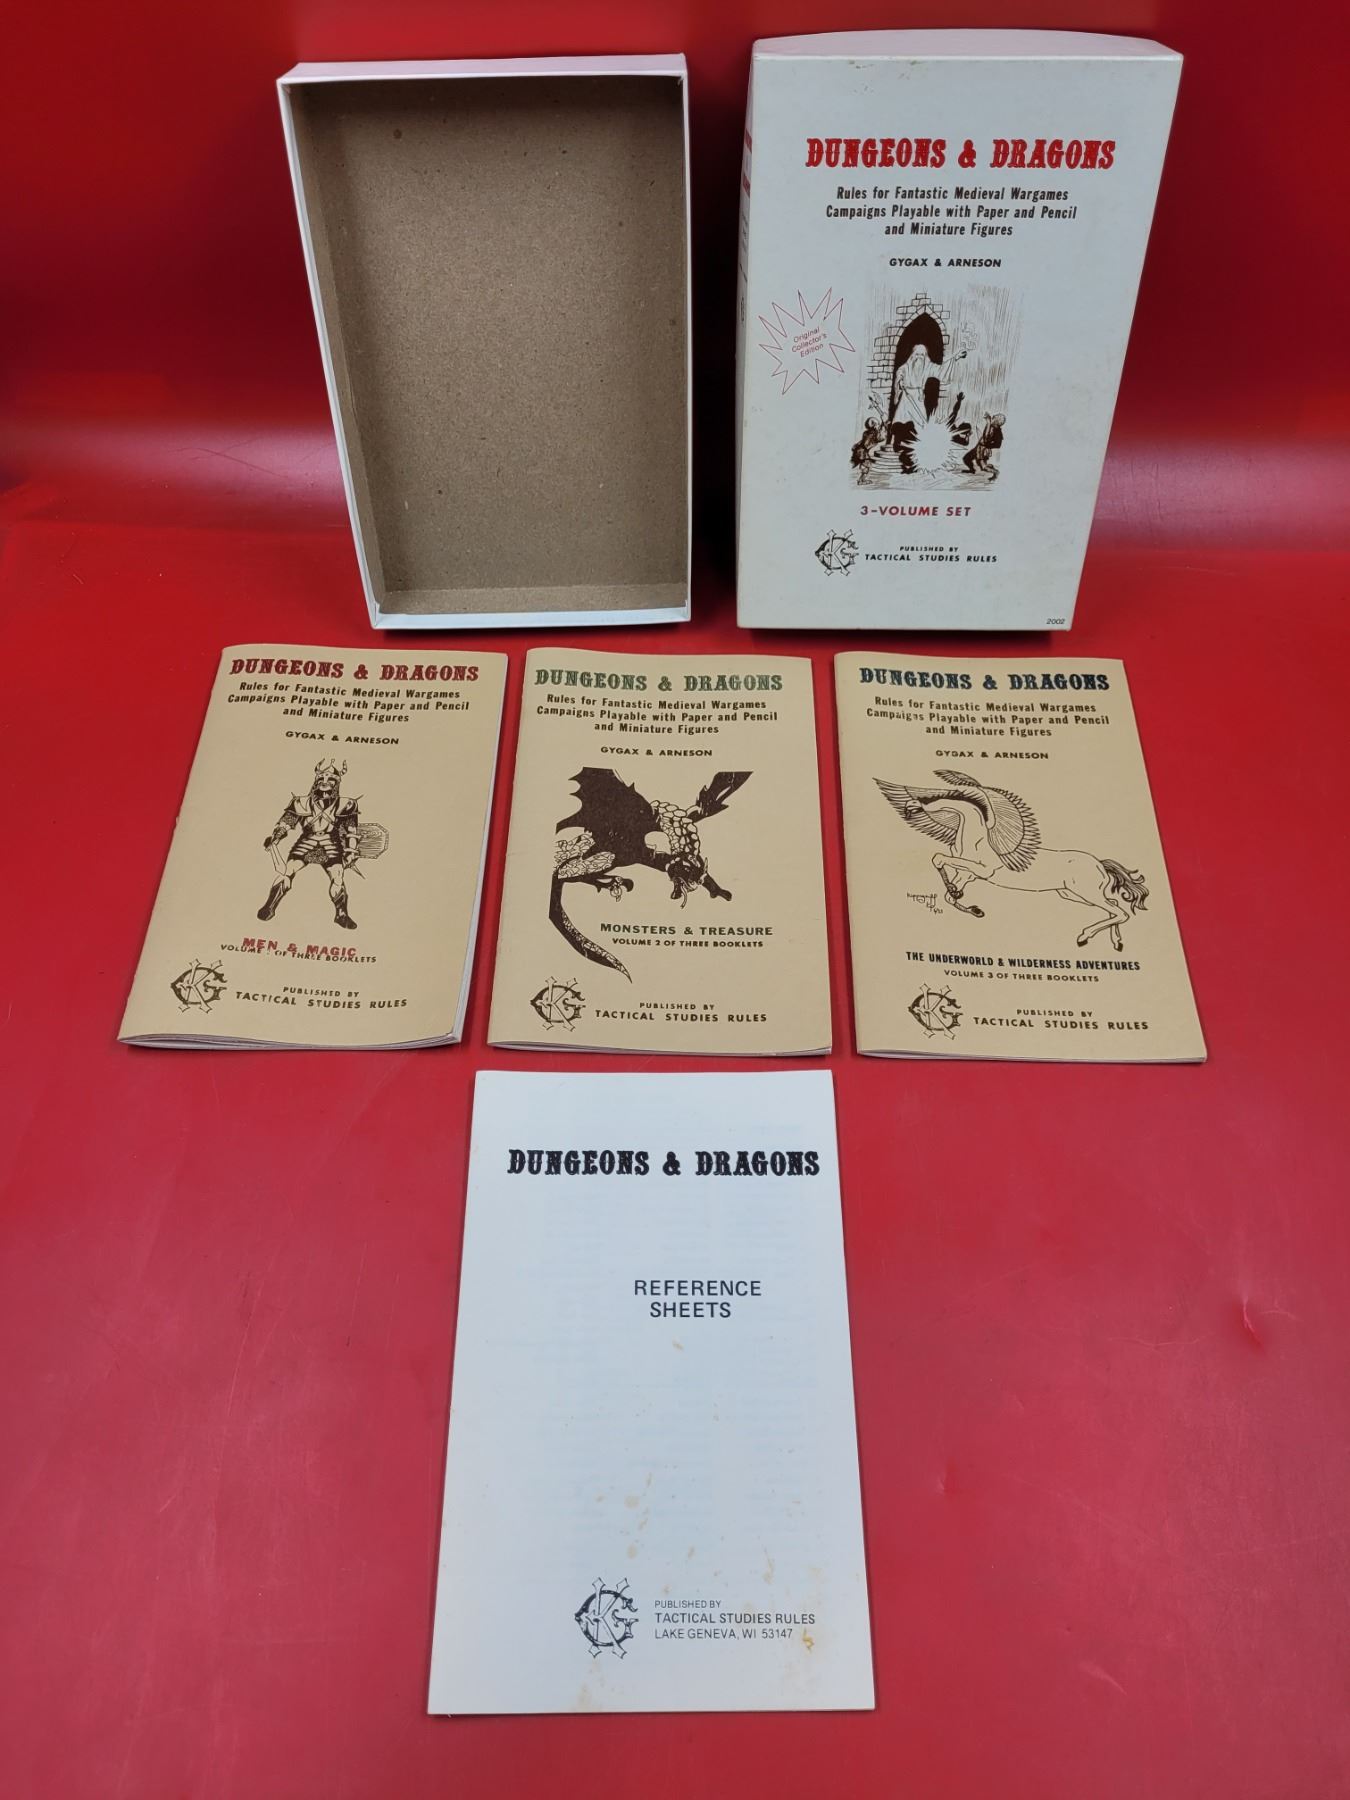 DUNGEONS & DRAGONS
Rules for Fantastic Medieval Wargames
Campaigns Playable with Paper and Pencil
and Miniature Figures
GYGAX & ARNESON
Original
Collector's
Edition
3-VOLUME SET
PUBLISHED BY
TACTICAL STUDIES RULES
2002
DUNGEONS & DRAGONS
Rules for Fantastic Medieval Wargames
Campaigns Playable with Paper and Pencil
and Miniature Figures
GYGAX & ARNESON
MEN & MAGIC
VOLUME OF THREE BOOKLETS
PUBLISHED BY
TACTICAL STUDIES RULES
DUNGEONS & DRAGONS
Rules for Fantastic Medieval Wargames
Campaigns Playable with Paper and Pencil
and Miniature Figures
GYGAX & ARNESON
MONSTERS & TREASURE
VOLUME 2 OF THREE BOOKLETS
PUBLISHED BY
TACTICAL STUDIES RULES
DUNGEONS & DRAGONS
Rules for Fantastic Medieval Wargames
Campaigns Playable with Paper and Pencil
and Miniature Figures
GYGAX & ARNESON
THE UNDERWORLD & WILDERNESS ADVENTURES
VOLUME 3 OF THREE BOOKLETS
PUBLISHED BY
TACTICAL STUDIES RULES
DUNGEONS & DRAGONS
REFERENCE
SHEETS
PUBLISHED BY
TACTICAL STUDIES RULES
LAKE GENEVA, WI 53147